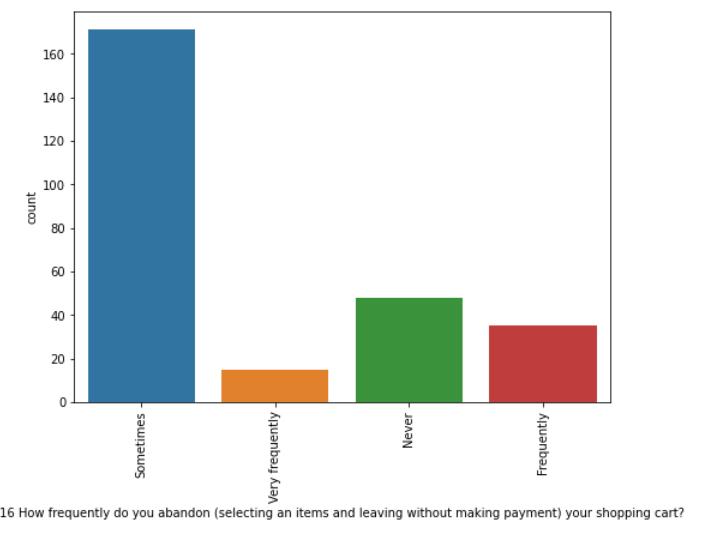 160
140
120
100
80
60
40
20
0
count
Sometimes
Very frequently
Never
Frequently
16 How frequently do you abandon (selecting an items and leaving without making payment) your shopping cart?